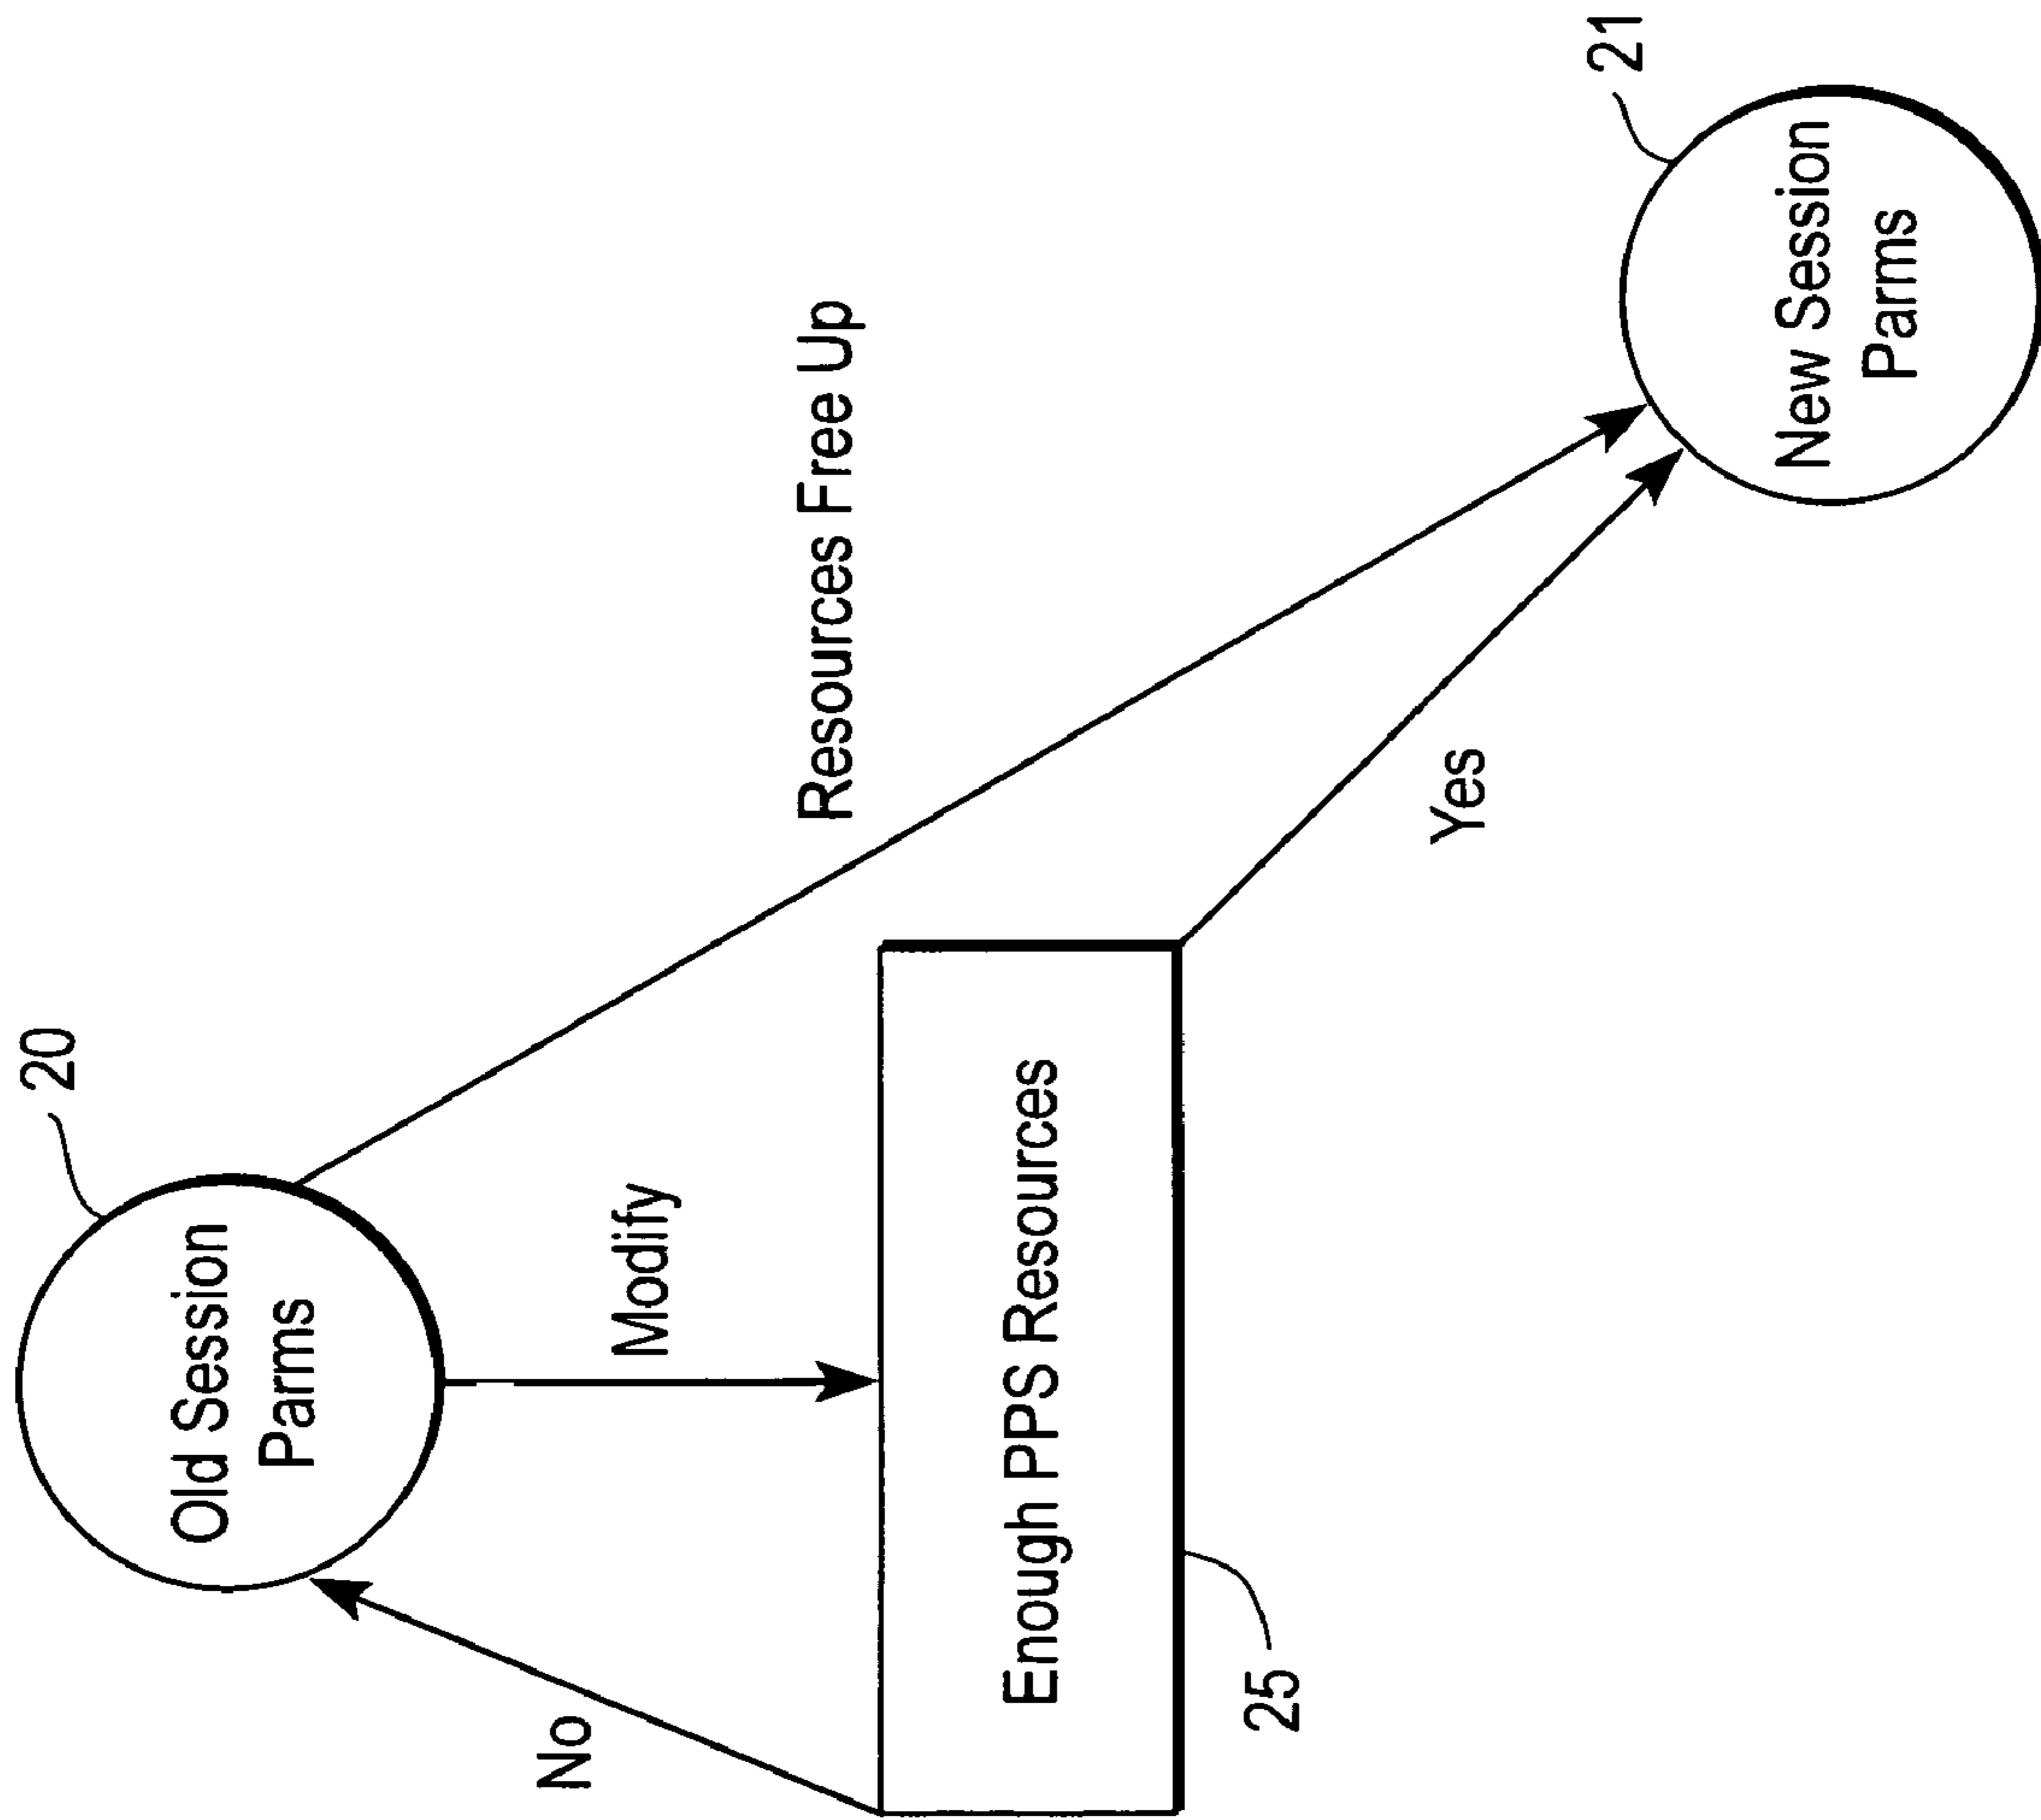 20
Old Session
Parms
No
Modify
Resources Free Up
Enough PPS Resources
25
Yes
21
New Session
Parms